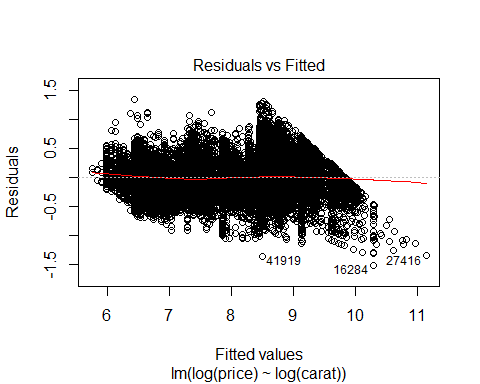 Residuals vs Fitted
Residuals
1.5
0.5
-0.5
-1.5
41919
16284
27416
6 7 8 9 10 11
Fitted values
lm(log(price) ~ log(carat))